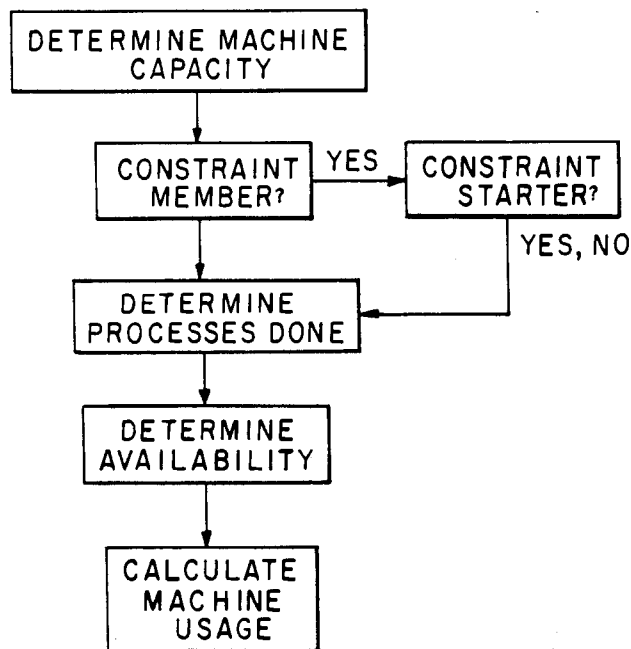 DETERMINE MACHINE
CAPACITY
CONSTRAINT
MEMBER?
YES
CONSTRAINT
STARTER?
YES, NO
DETERMINE
PROCESSES DONE
DETERMINE
AVAILABILITY
CALCULATE
MACHINE
USAGE